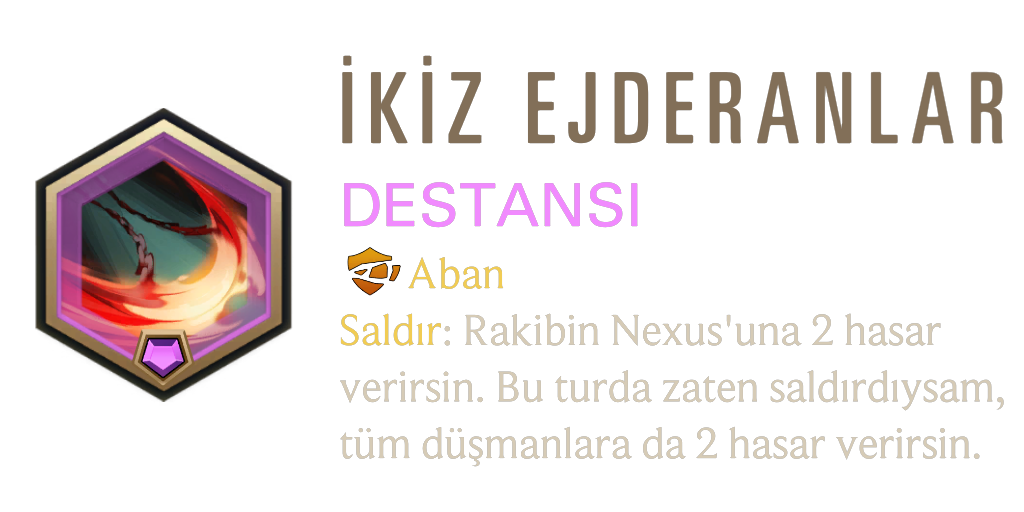 İKİZ EJDERANLAR
DESTANSI
Aban
Saldır: Rakibin Nexus'una 2 hasar
verirsin. Bu turda zaten saldırdıysam,
tüm düşmanlara da 2 hasar verirsin.